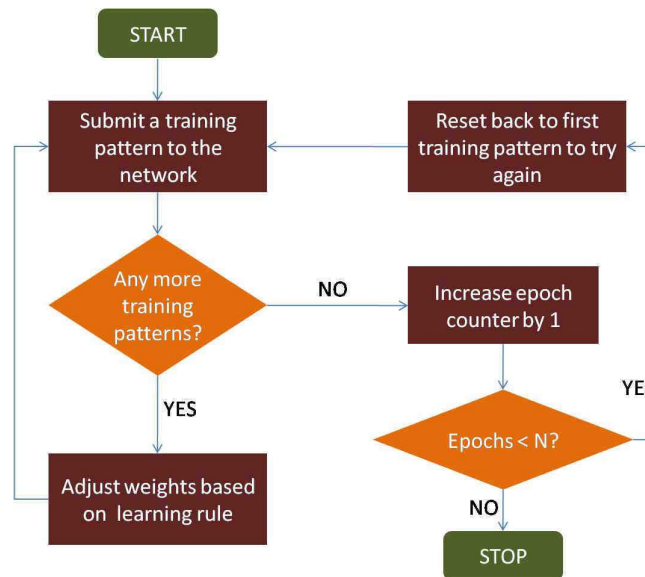 START
Submit a training
pattern to the
network
Reset back to first
training pattern to try
again
Any more
training
patterns?
NO
Increase epoch
counter by 1
YES
YE
Epochs < N?
Adjust weights based
on learning rule
NO
STOP